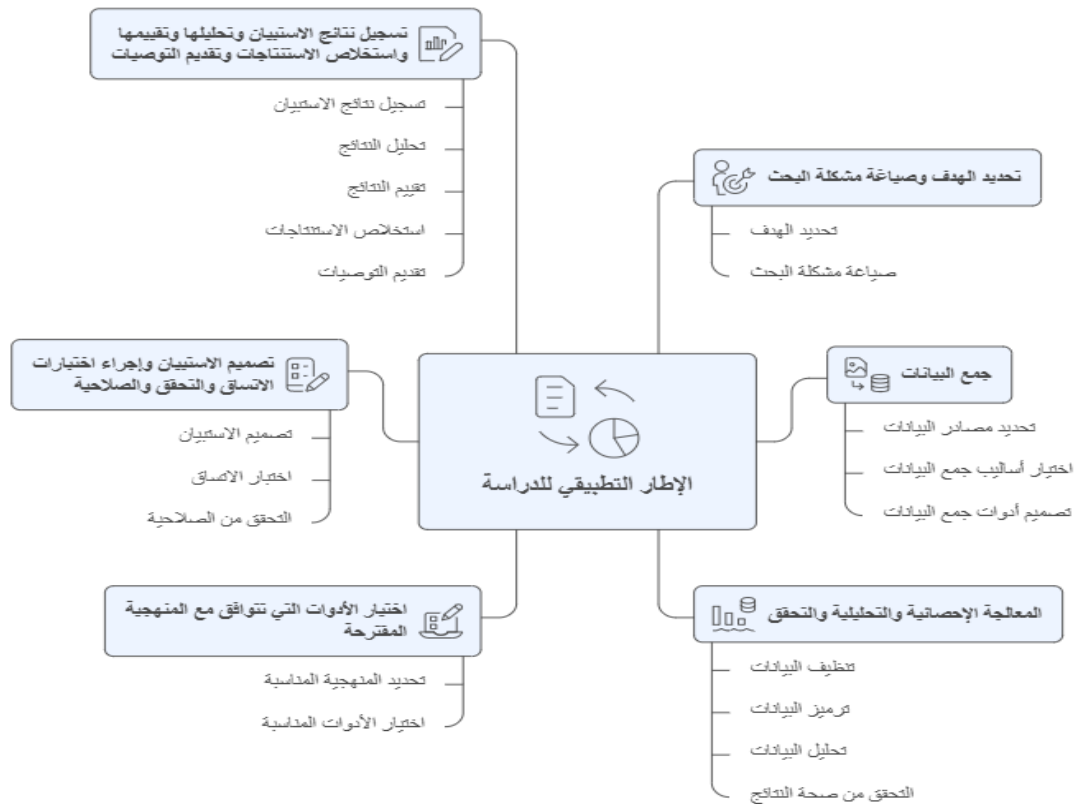 تسجيل نتائج الاستبيان وتحليلها وتقييمها
واستخلاص الاستنتاجات وتقديم التوصيات
تسجيل نتائج الاستبيان
تحليل النتائج
تقييم النتائج
استخلاص الاستنتاجات
تقديم التوصيات
تحديد الهدف وصياغة مشكلة البحث
تحديد الهدف
صياغة مشكلة البحث
تصميم الاستبيان وإجراء اختبارات
الاتساق والتحقق والصلاحية
تصميم الاستبيان
اختبار الاتساق
التحقق من الصلاحية
جمع البيانات
تحديد مصادر البيانات
اختيار أساليب جمع البيانات
تصميم أدوات جمع البيانات
الإطار التطبيقي للدراسة
اختيار الأدوات التي تتوافق مع المنهجية
المقترحة
تحديد المنهجية المناسبة
اختيار الأدوات المناسبة
المعالجة الإحصائية والتحليلية والتحقق
تنظيف البيانات
ترميز البيانات
تحليل البيانات
التحقق من صحة النتائج